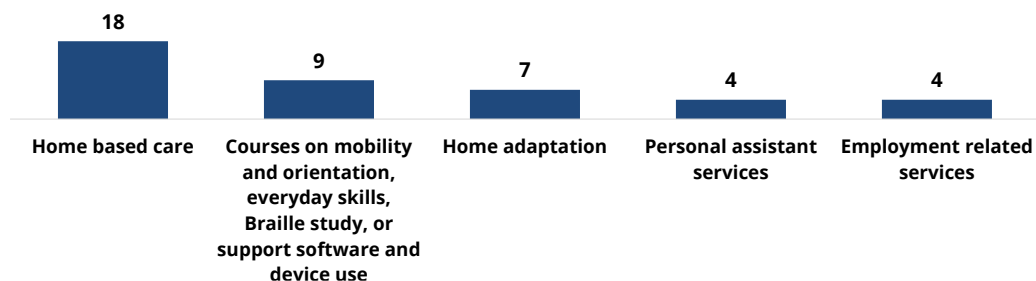 18
9
7
4
4
Home based care
Courses on mobility
and orientation,
everyday skills,
Braille study, or
support software and
device use
Home adaptation
Personal assistant
services
Employment related
services